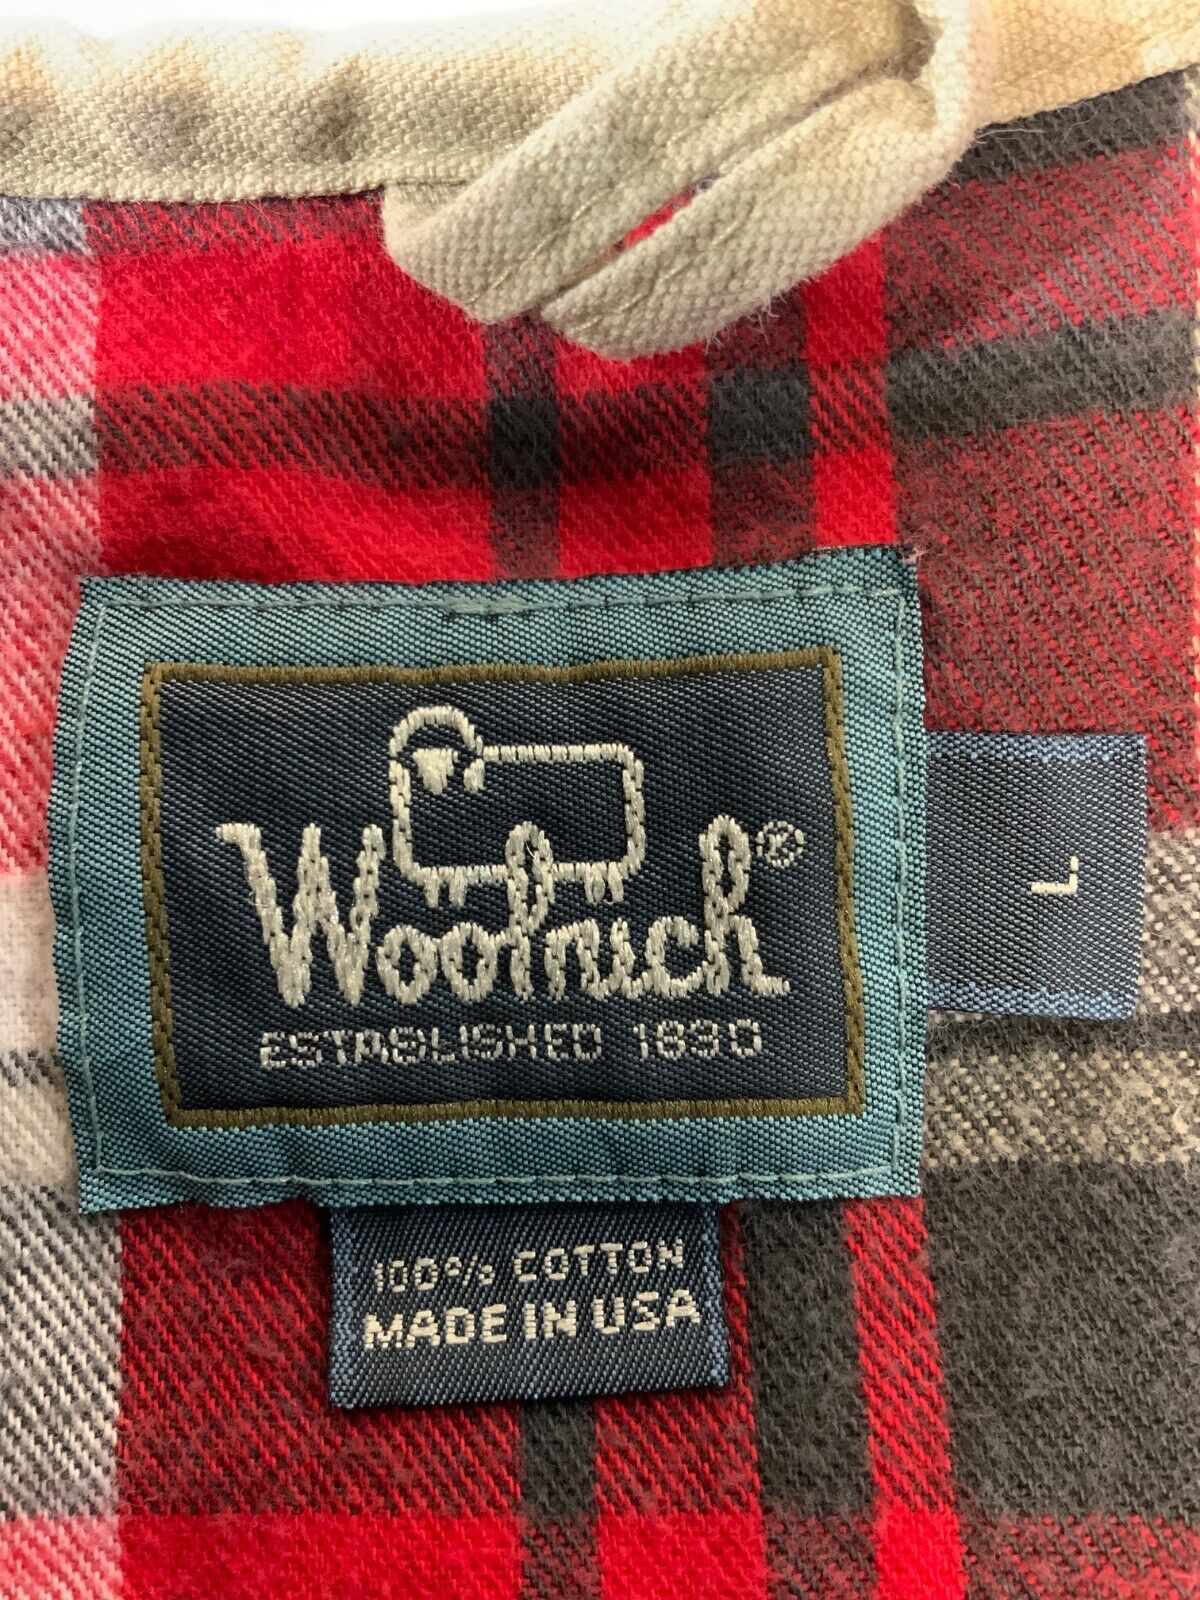 Woolrich®
ESTABLISHED 1830
L
100% COTTON
MADE IN USA